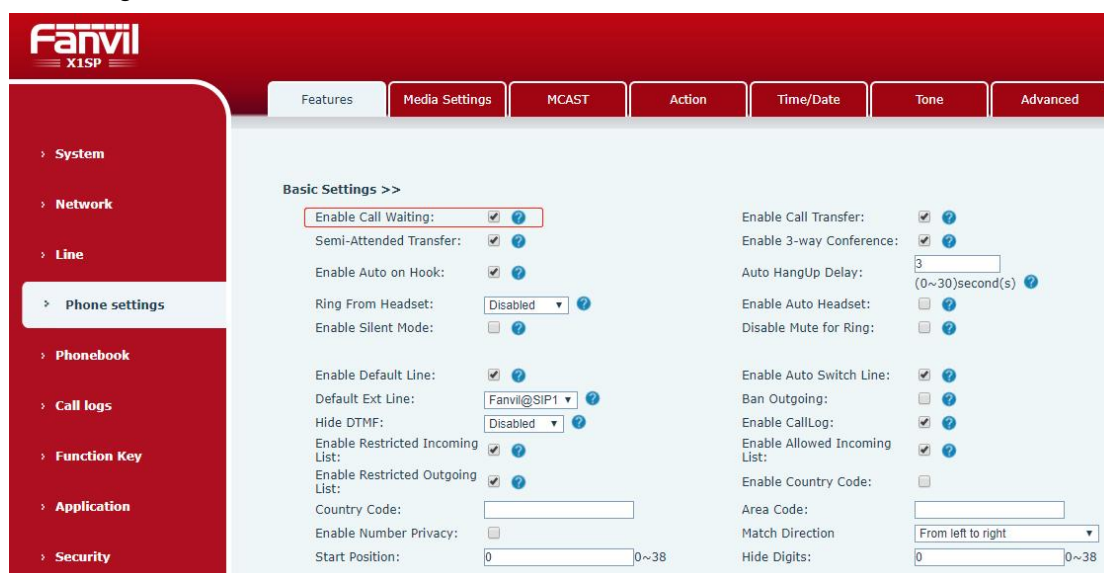 Fanvil
X1SP
Features Media Settings MCAST Action Time/Date Tone Advanced
› System
› Network
› Line
› Phone settings
› Phonebook
› Call logs
› Function Key
› Application
› Security
Basic Settings >>
Enable Call Waiting: ? Enable Call Transfer: ?
Semi-Attended Transfer: ? Enable 3-way Conference: ?
Enable Auto on Hook: ? Auto HangUp Delay: 3
(0~30)second(s) ?
Ring From Headset: Disabled ? Enable Auto Headset: ?
Enable Silent Mode: ? Disable Mute for Ring: ?
Enable Default Line: ? Enable Auto Switch Line: ?
Default Ext Line: Fanvil@SIP1 ? Ban Outgoing: ?
Hide DTMF: Disabled ? Enable CallLog: ?
Enable Restricted Incoming List: ? Enable Allowed Incoming List: ?
Enable Restricted Outgoing List: ? Enable Country Code:
Country Code: Area Code:
Enable Number Privacy: Match Direction From left to right
Start Position: 0 0~38 Hide Digits: 0 0~38